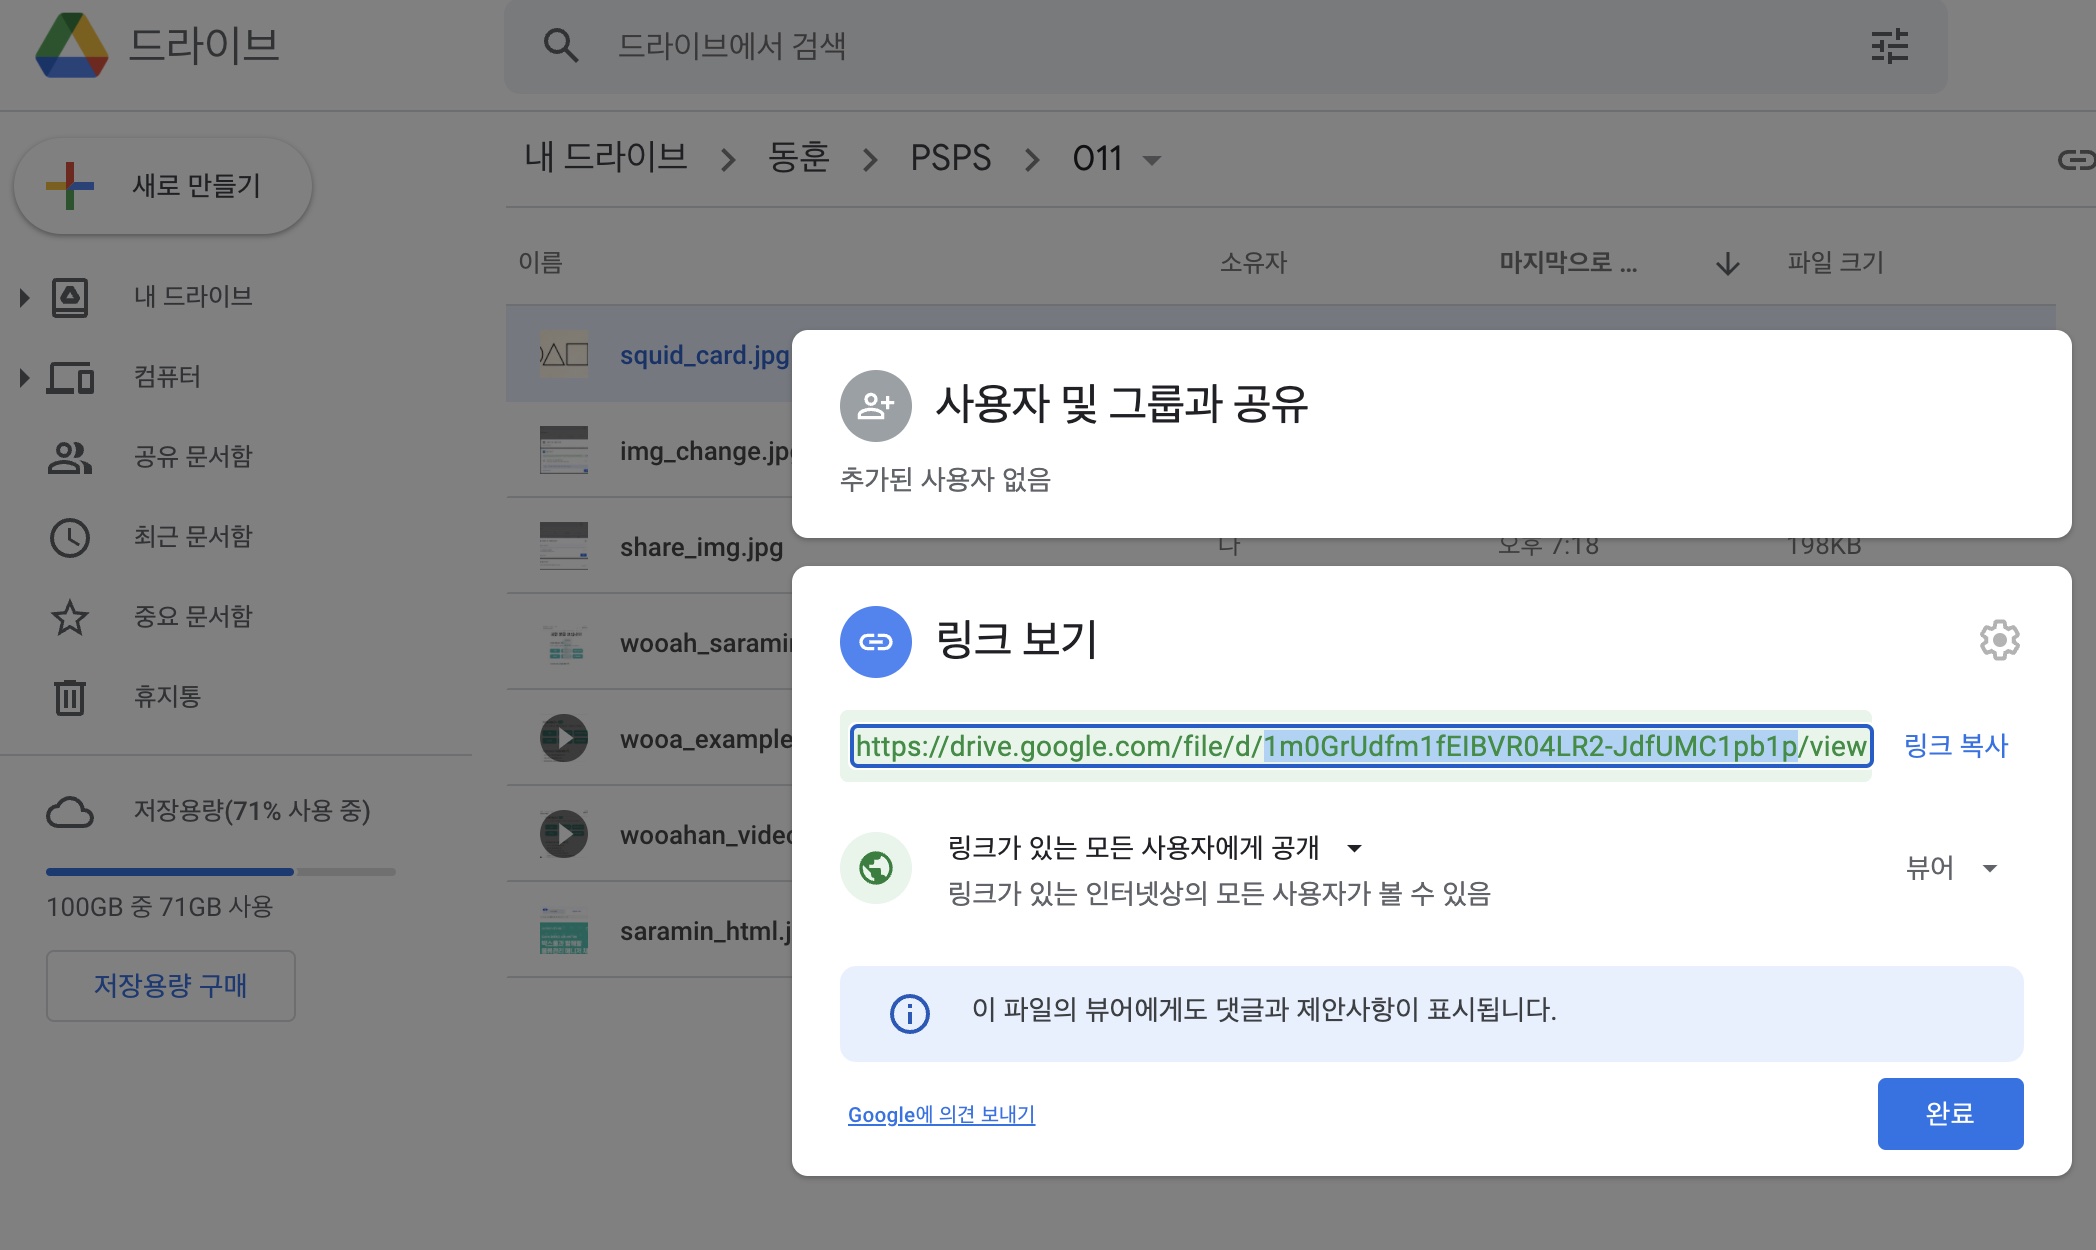 드라이브
드라이브에서 검색
새로 만들기
내 드라이브
컴퓨터
공유 문서함
최근 문서함
중요 문서함
휴지통
저장용량(71% 사용 중)
100GB 중 71GB 사용
저장용량 구매
내 드라이브 > 동훈 > PSPS > 011
이름 소유자 마지막으로 ... 파일 크기
squid_card.jpg
img_change.jpg
share_img.jpg 나 오후 7:18 198KB
wooah_saramin
wooa_example
wooahan_video
saramin_html.j
사용자 및 그룹과 공유
추가된 사용자 없음
링크 보기
https://drive.google.com/file/d/1m0GrUdfm1fEIBVR04LR2-JdfUMC1pb1p/view
링크 복사
링크가 있는 모든 사용자에게 공개
링크가 있는 인터넷상의 모든 사용자가 볼 수 있음
뷰어
이 파일의 뷰어에게도 댓글과 제안사항이 표시됩니다.
Google에 의견 보내기
완료